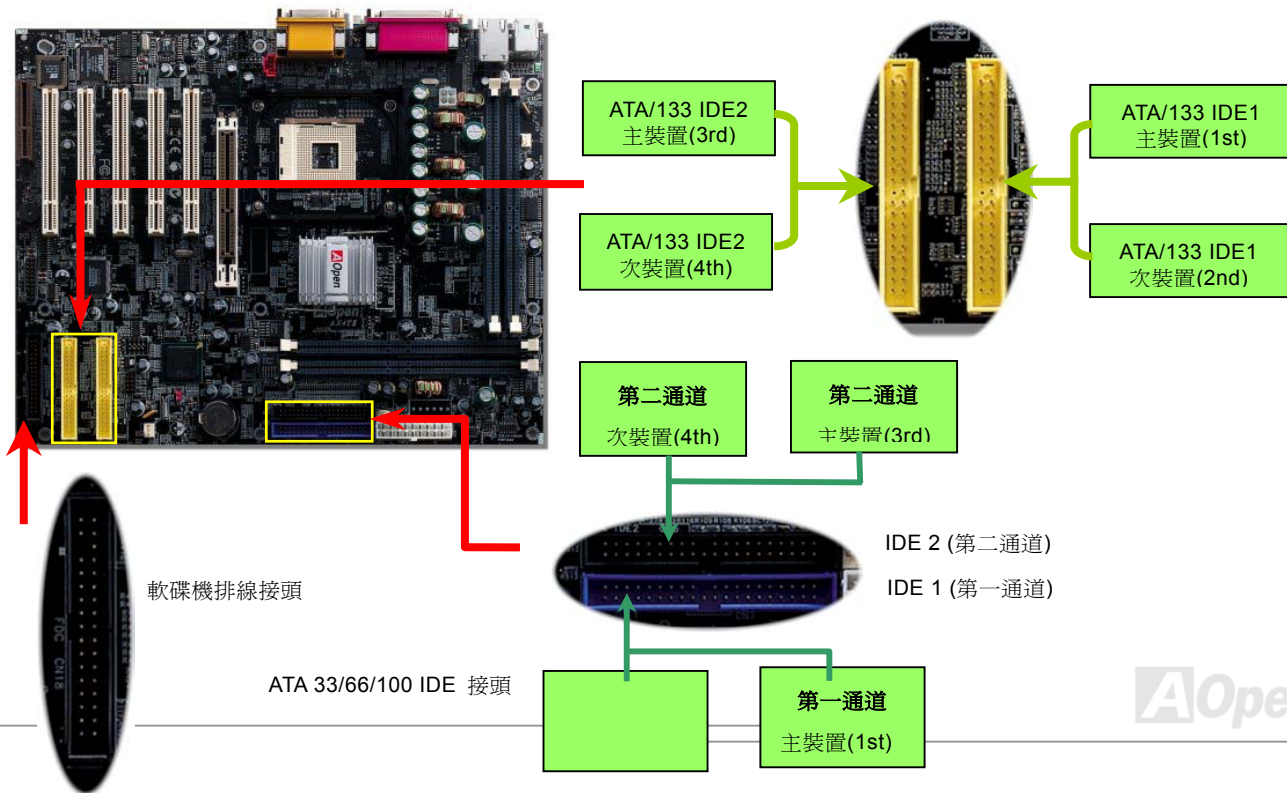 ATA/133 IDE2
主裝置(3rd)
ATA/133 IDE2
次裝置(4th)
ATA/133 IDE1
主裝置(1st)
ATA/133 IDE1
次裝置(2nd)
AOpen
第二通道
次裝置(4th)
第二通道
主裝置(3rd)
IDE2
IDE 2 (第二通道)
IDE 1 (第一通道)
軟碟機排線接頭
FDC CN18
ATA 33/66/100 IDE 接頭
第一通道
主裝置(1st)
AOpe